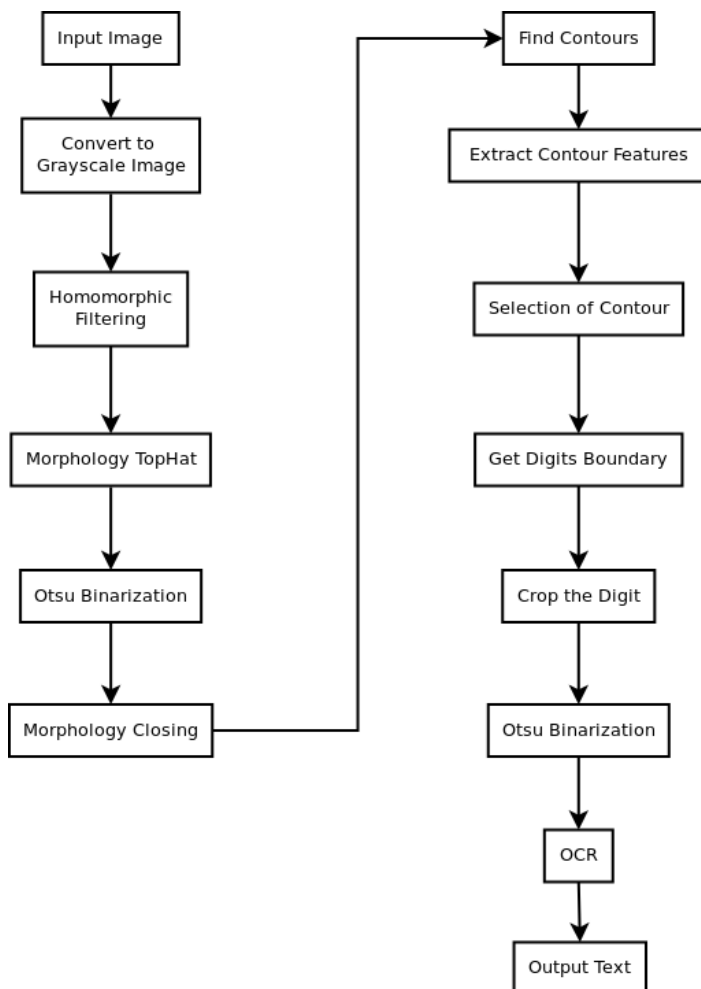 Input Image
Convert to
Grayscale Image
Homomorphic
Filtering
Morphology TopHat
Otsu Binarization
Morphology Closing
Find Contours
Extract Contour Features
Selection of Contour
Get Digits Boundary
Crop the Digit
Otsu Binarization
OCR
Output Text